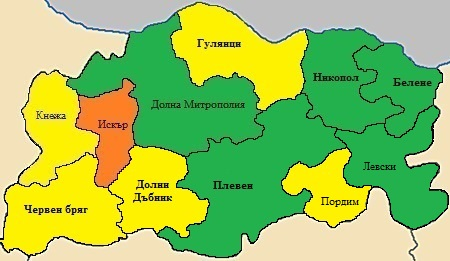 Гулянци
Никопол
Белене
Кнежа
Искър
Долна Митрополия
Червен бряг
Долни
Дъбник
Плевен
Пордим
Левски